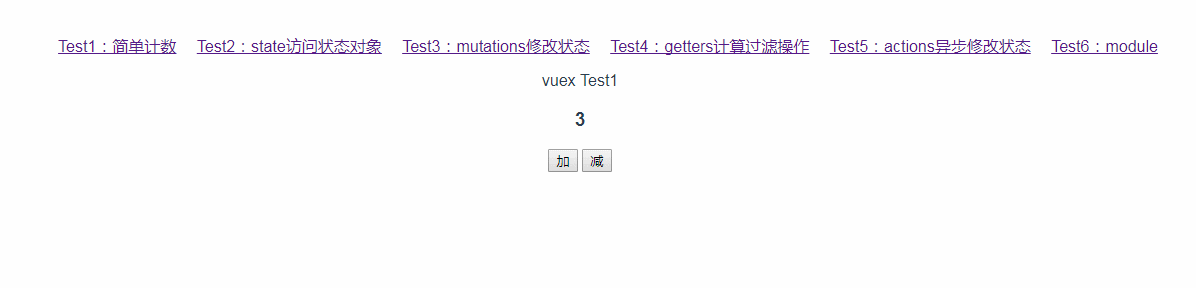 Test1：简单计数 Test2：state访问状态对象 Test3：mutations修改状态 Test4：getters计算过滤操作 Test5：actions异步修改状态 Test6：module
vuex Test1
3
加 减